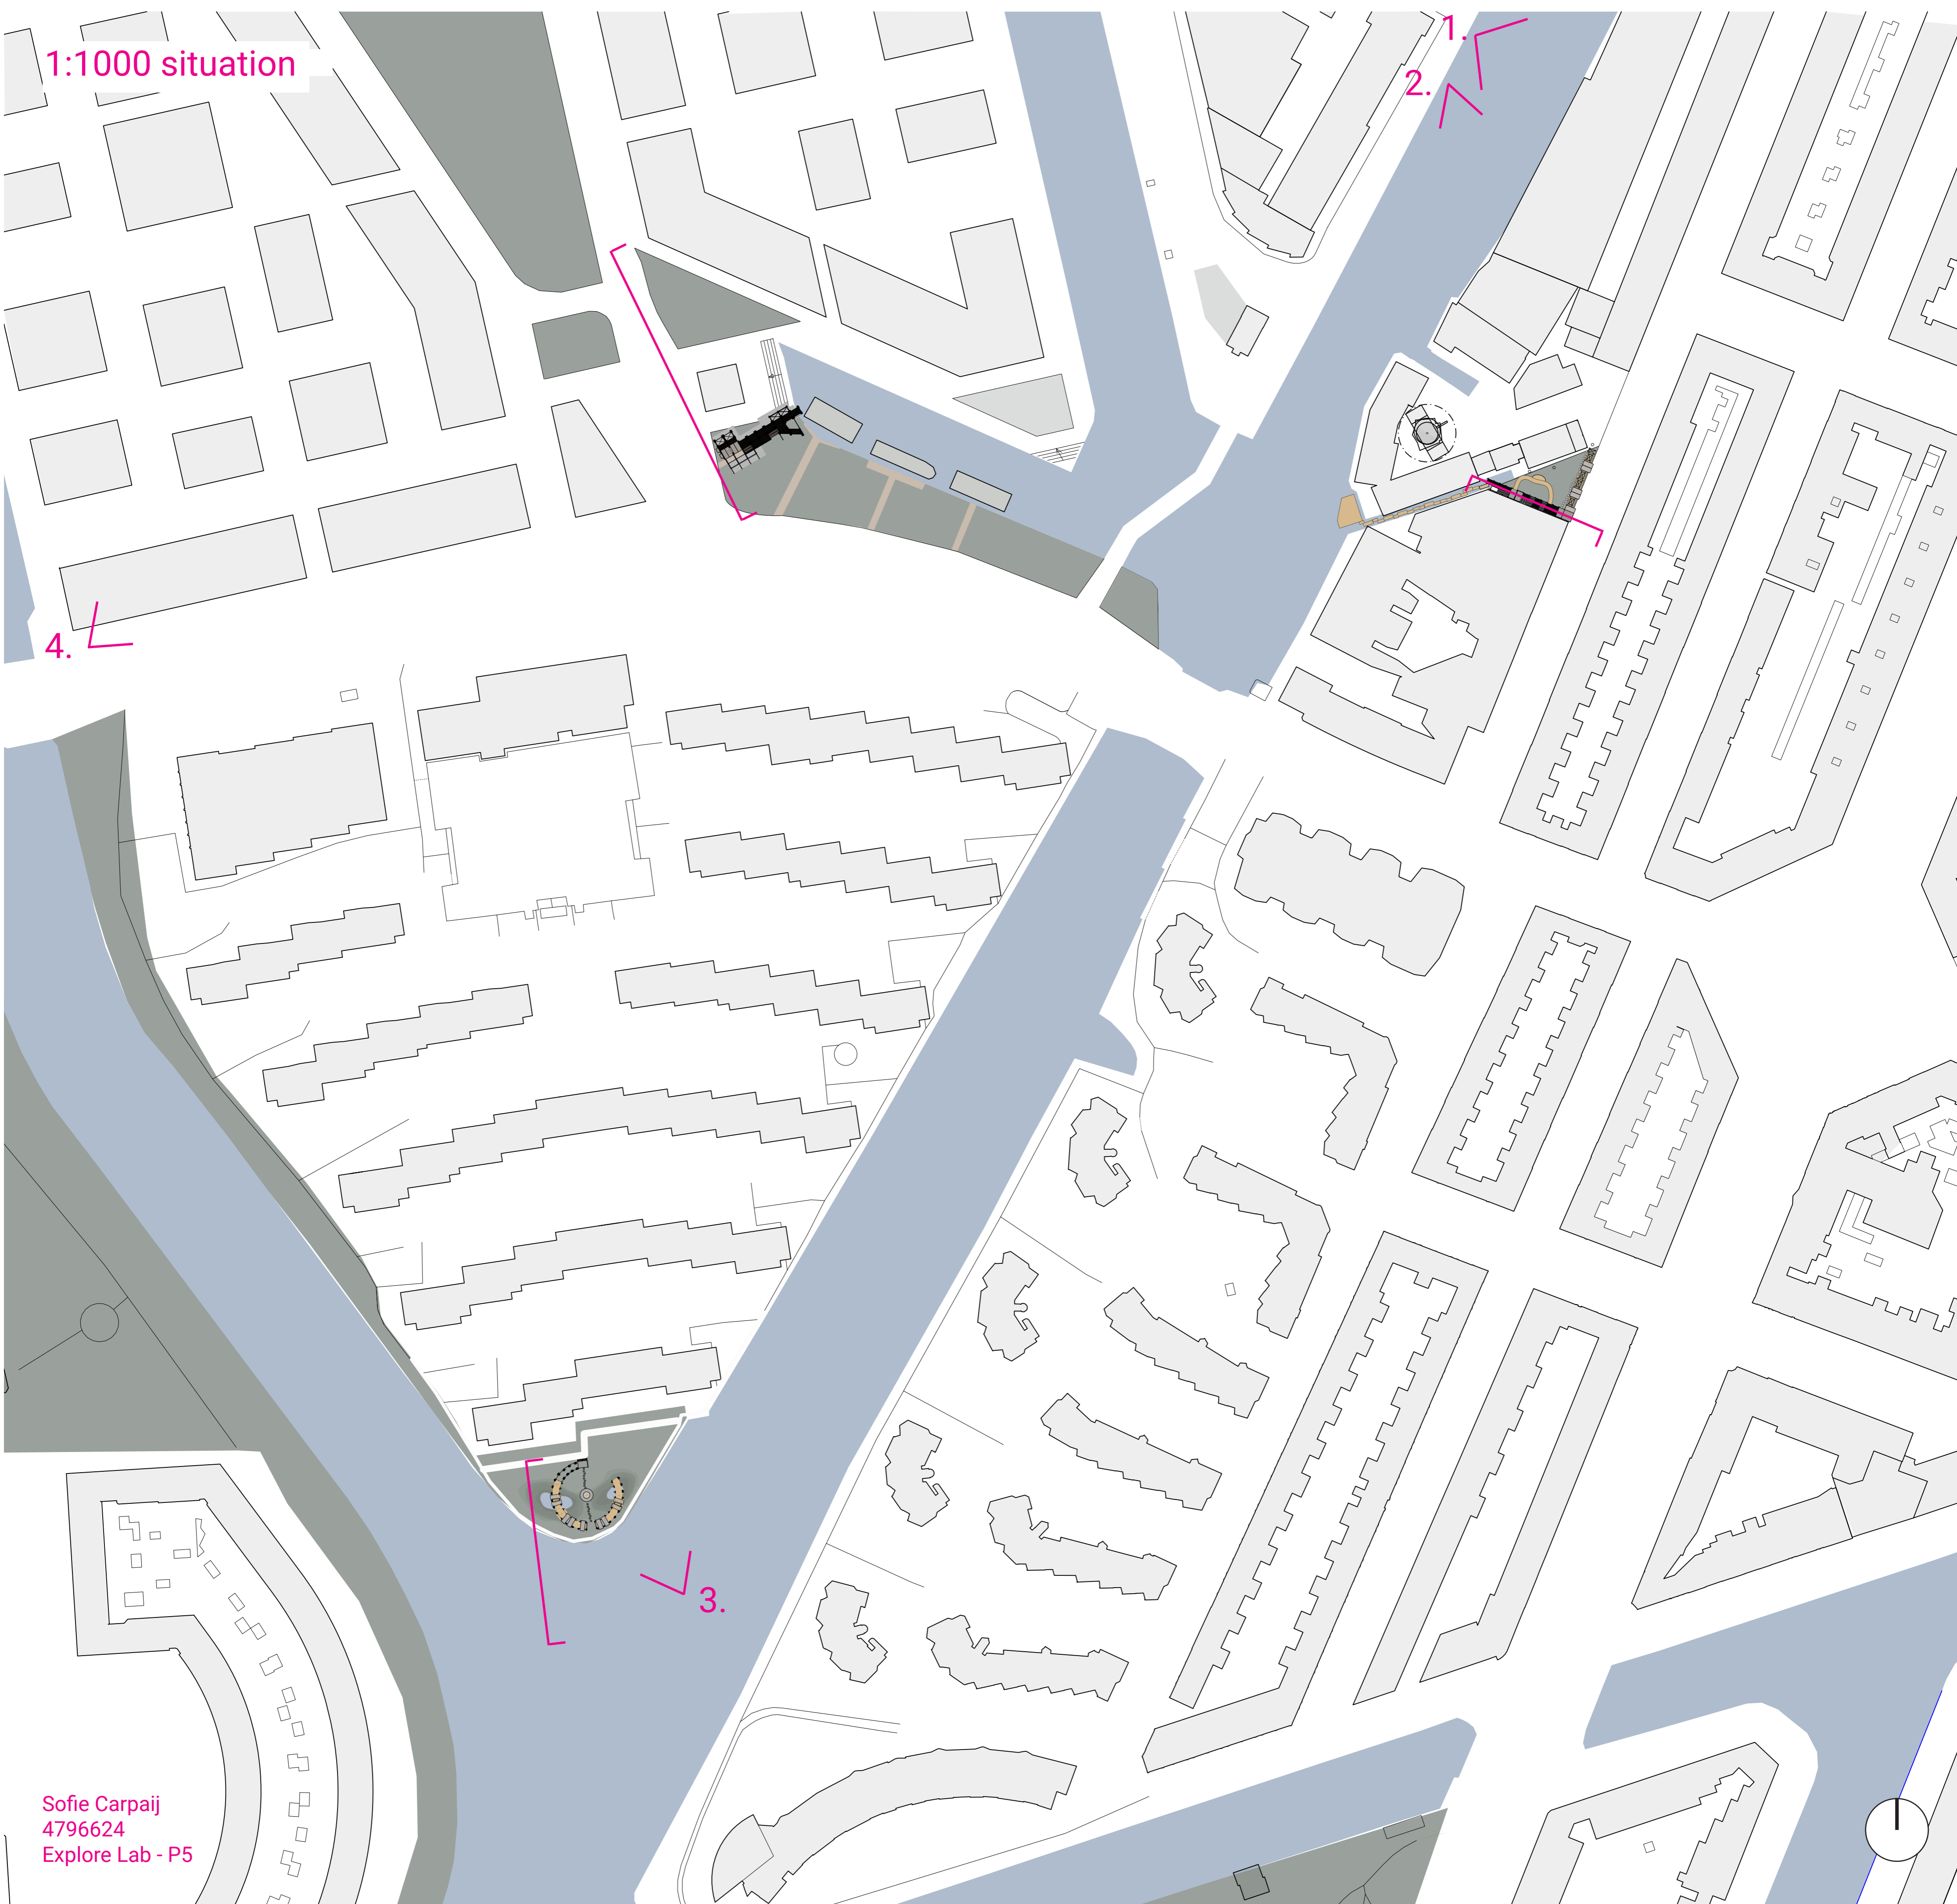 1:1000 situation
1.
2.
4.
3.
Sofie Carpaij
4796624
Explore Lab - P5